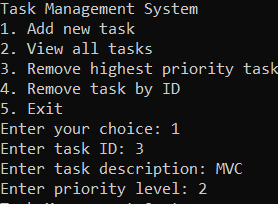 Task Management System
1. Add new task
2. View all tasks
3. Remove highest priority task
4. Remove task by ID
5. Exit
Enter your choice: 1
Enter task ID: 3
Enter task description: MVC
Enter priority level: 2